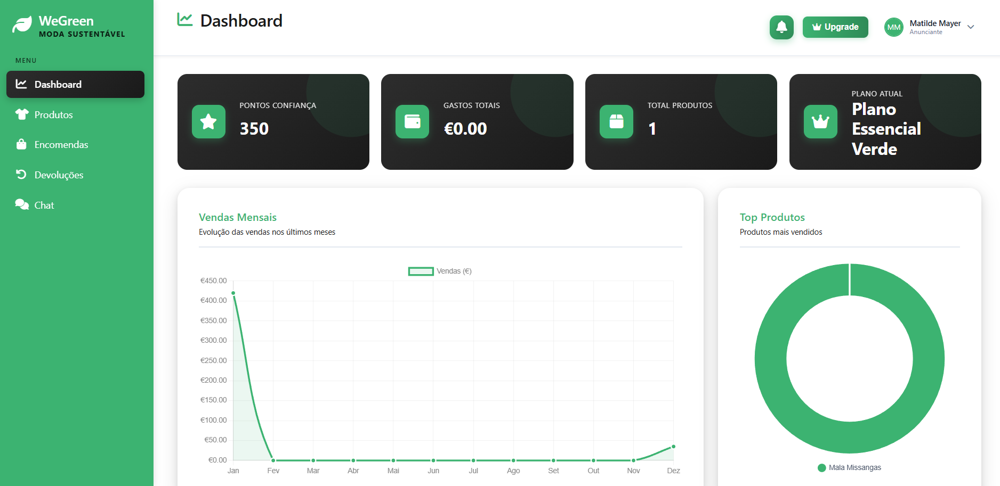 WeGreen
MODA SUSTENTÁVEL
MENU
Dashboard
Produtos
Encomendas
Devoluções
Chat
Dashboard
Upgrade
MM
Matilde Mayer
Anunciante
PONTOS CONFIANÇA
350
GASTOS TOTAIS
€0.00
TOTAL PRODUTOS
1
PLANO ATUAL
Plano
Essencial
Verde
Vendas Mensais
Evolução das vendas nos últimos meses
Vendas (€)
€450.00
€400.00
€350.00
€300.00
€250.00
€200.00
€150.00
€100.00
€50.00
€0.00
Jan Fev Mar Abr Mai Jun Jul Ago Set Out Nov Dez
Top Produtos
Produtos mais vendidos
Mala Missangas